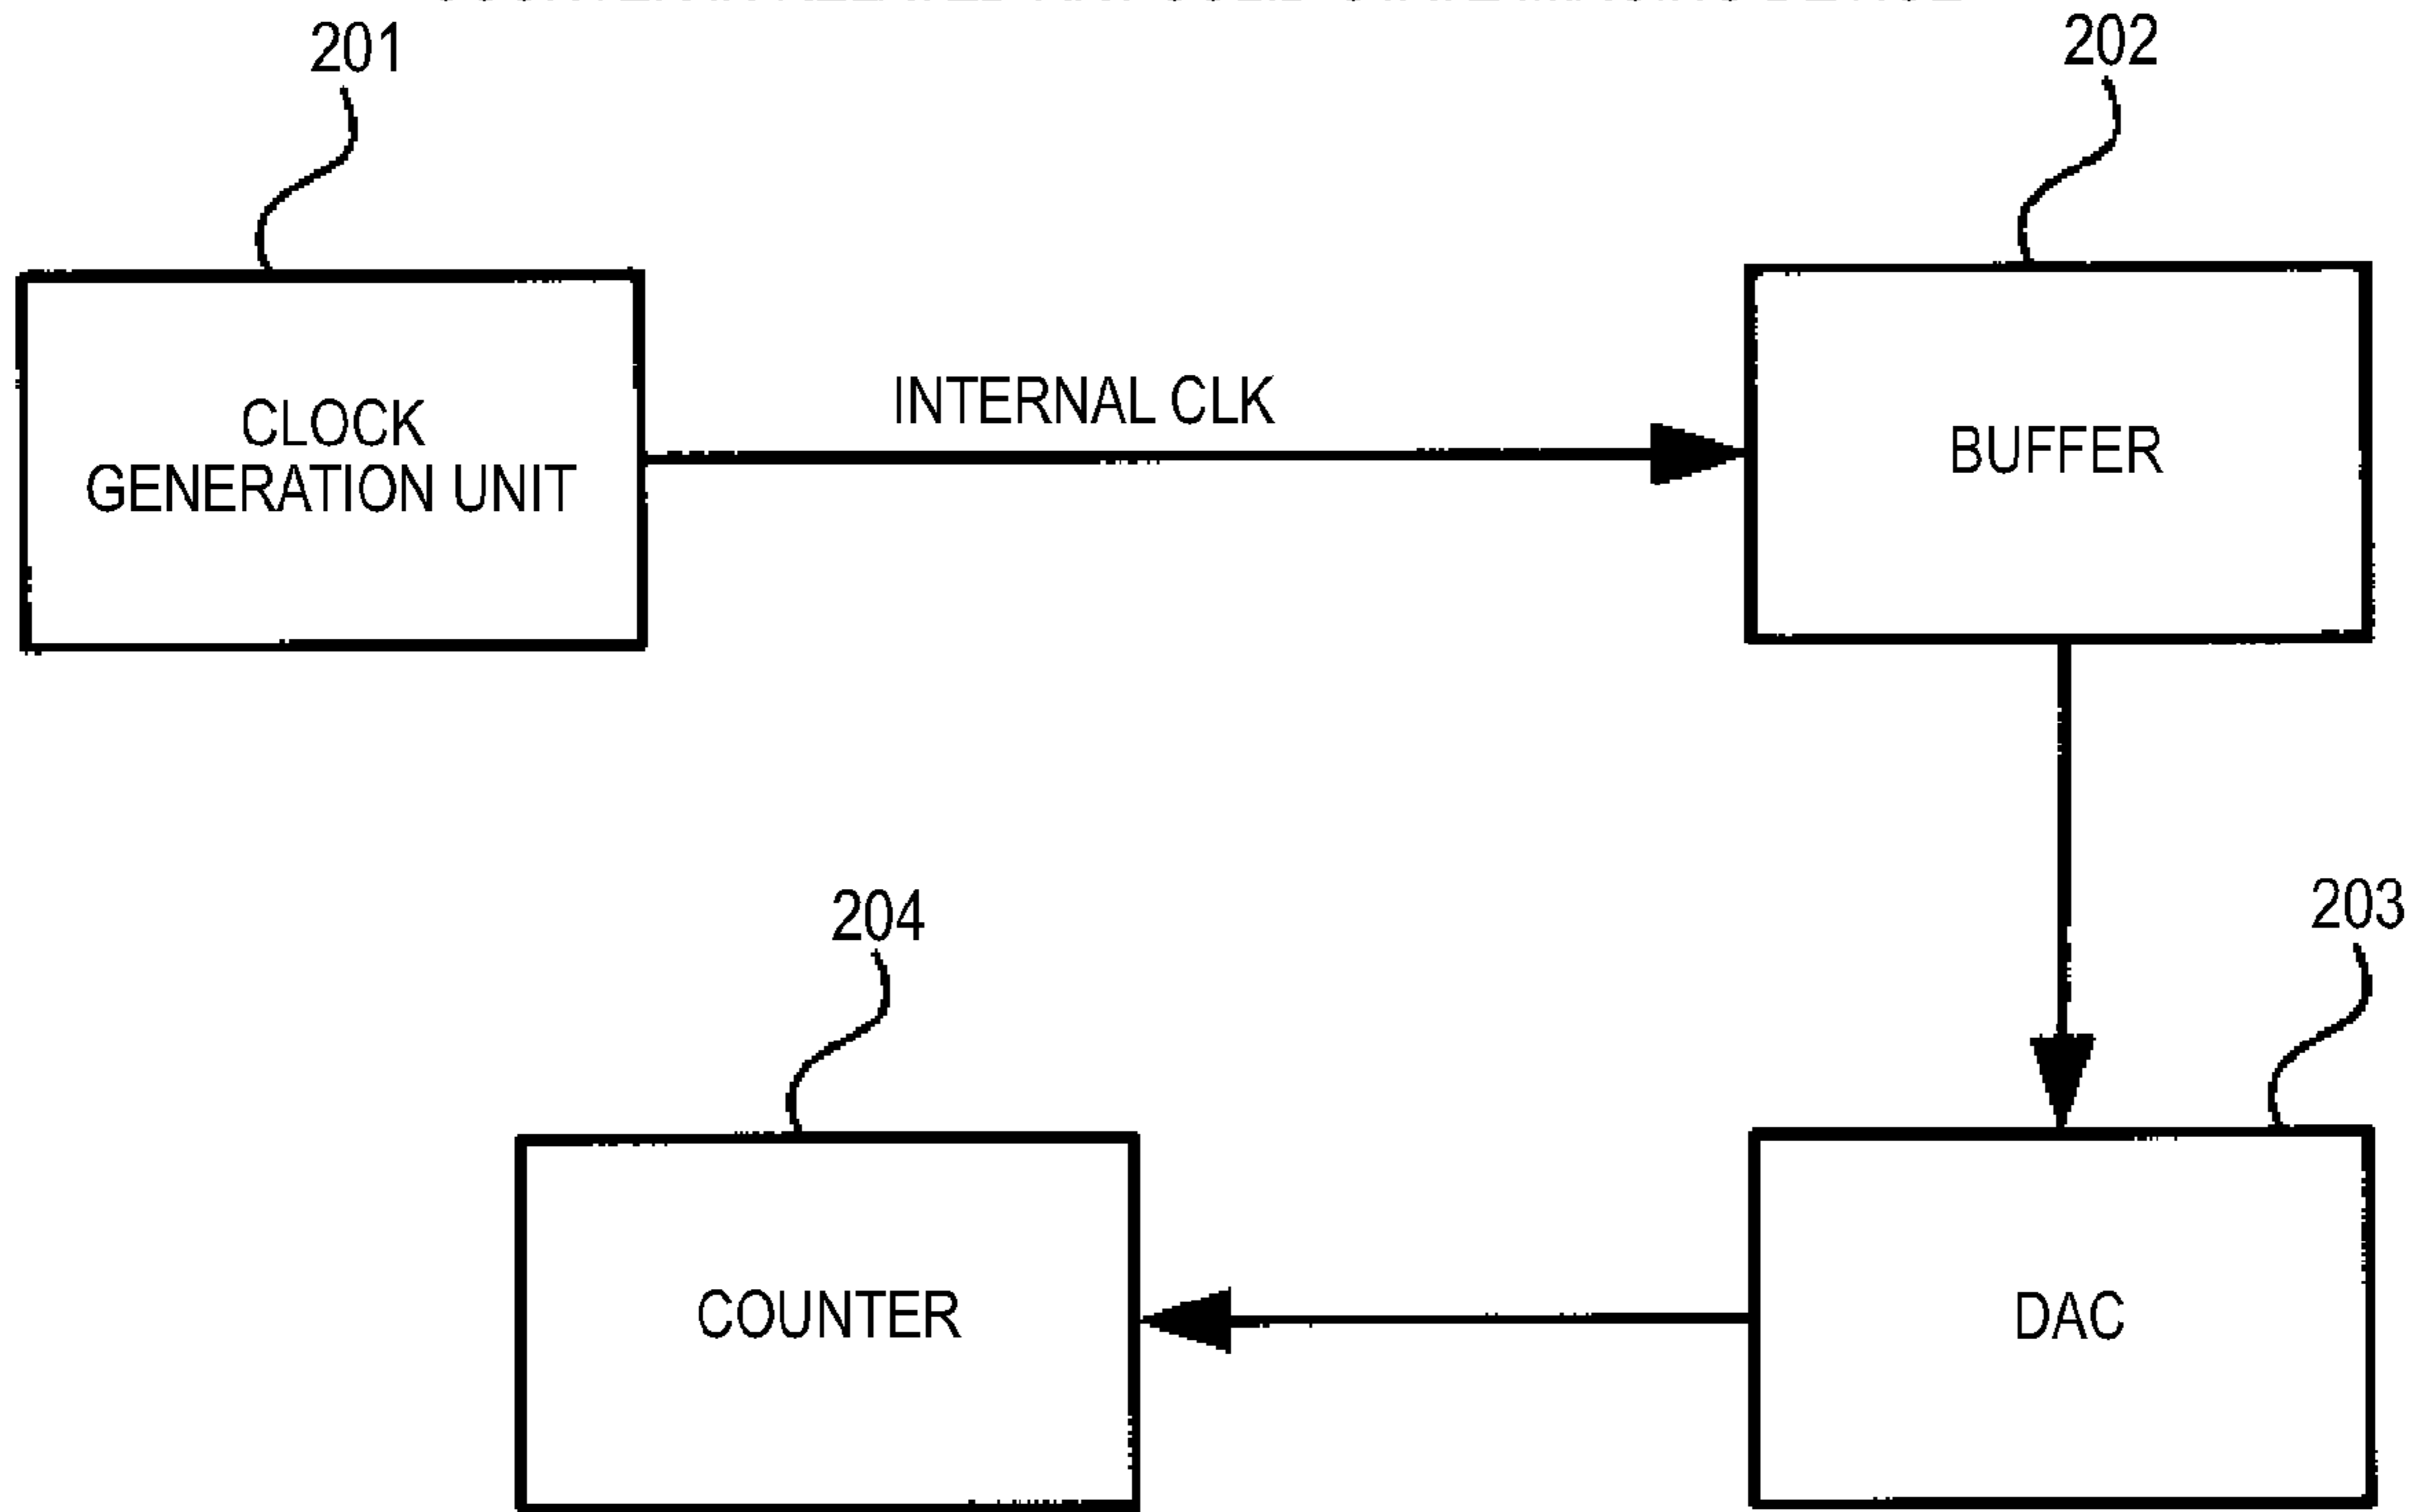 201
202
CLOCK
GENERATION UNIT
INTERNAL CLK
BUFFER
204
203
COUNTER
DAC